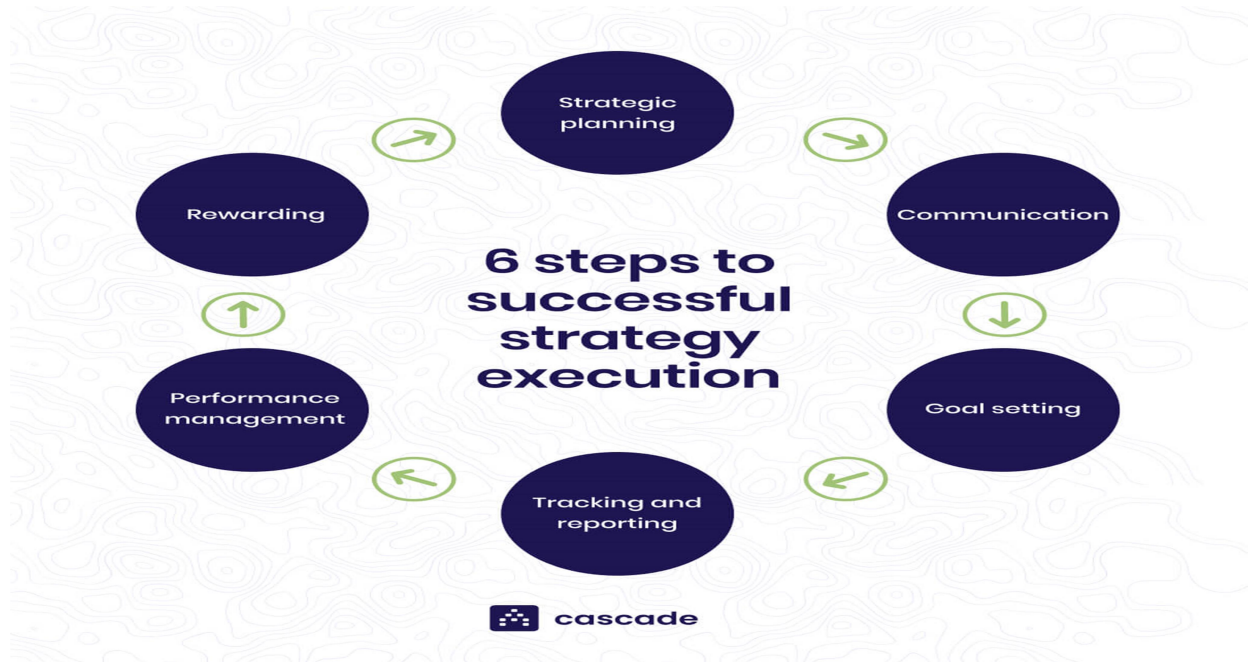 Strategic
planning
Communication
Goal setting
Tracking and
reporting
Performance
management
Rewarding
6 steps to
successful
strategy
execution
cascade